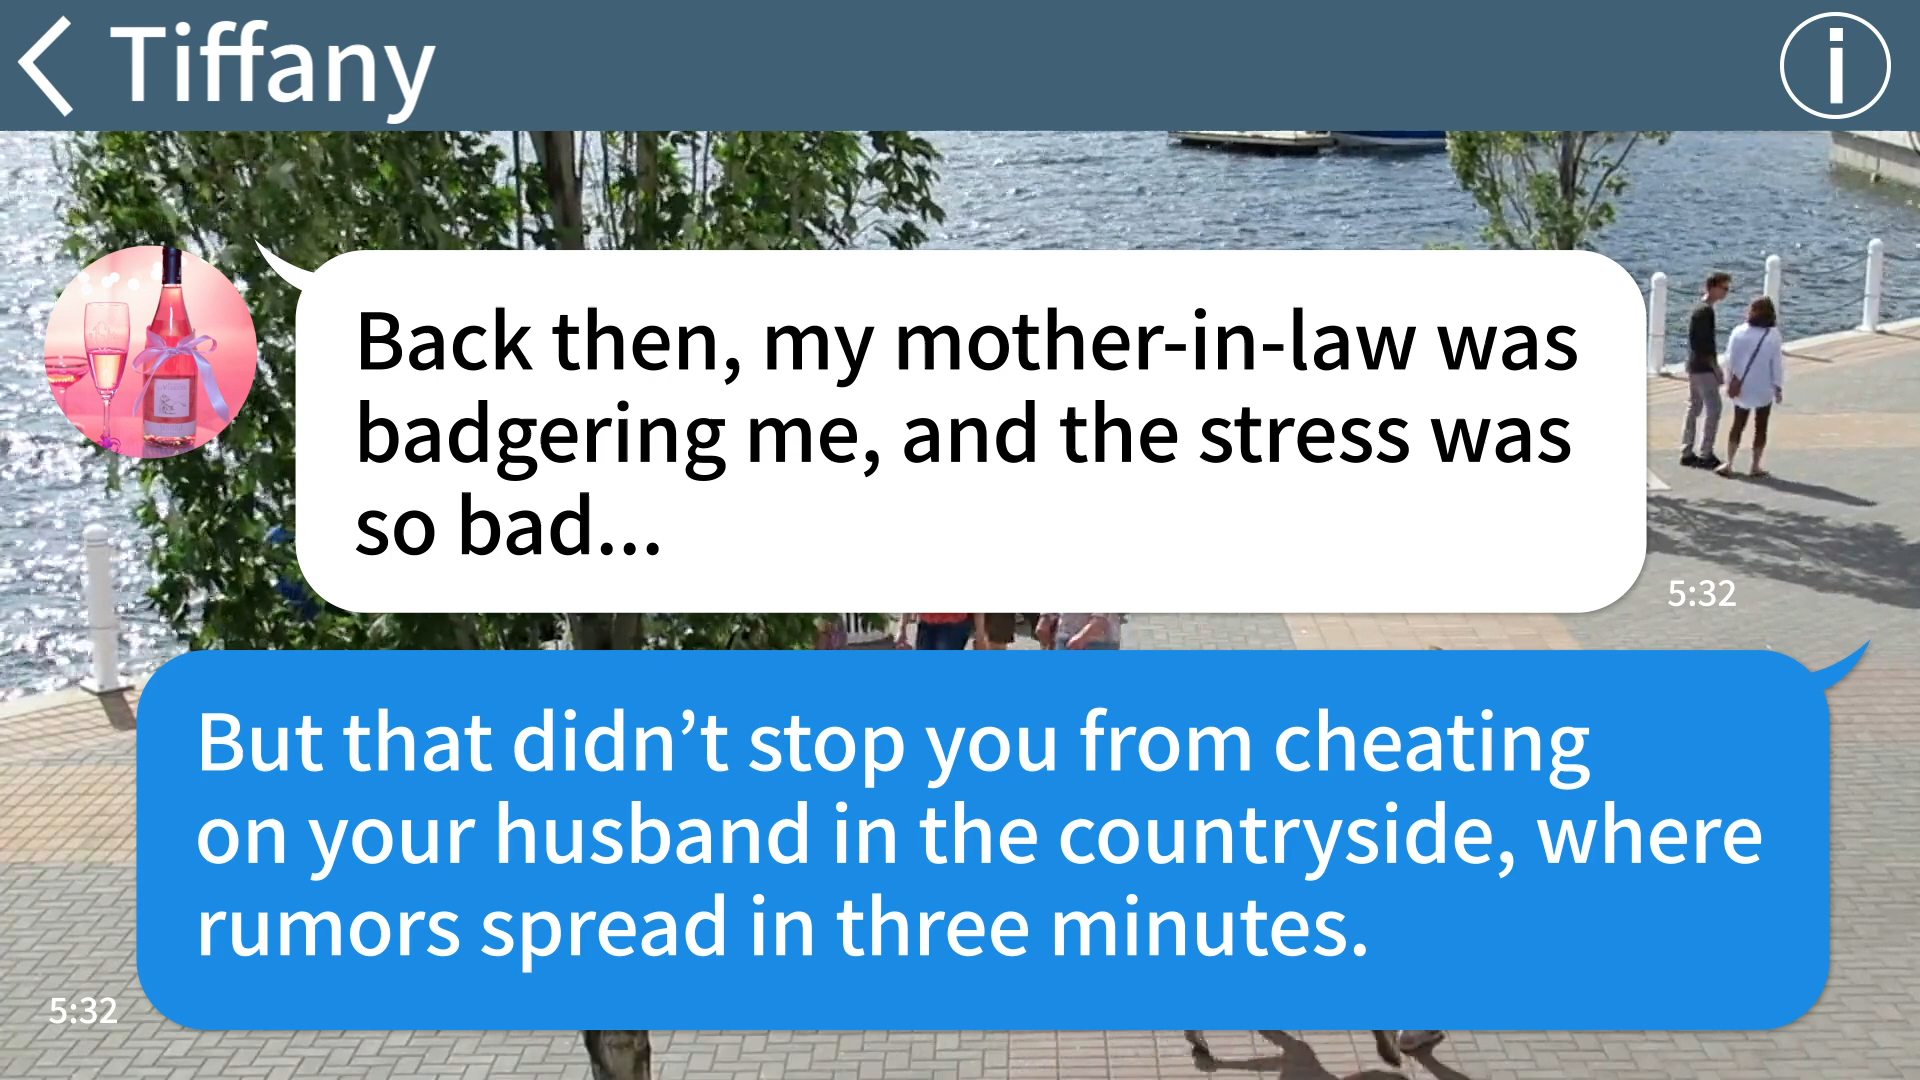 Tiffany
Back then, my mother-in-law was
badgering me, and the stress was
so bad...
5:32
But that didn’t stop you from cheating
on your husband in the countryside, where
rumors spread in three minutes.
5:32